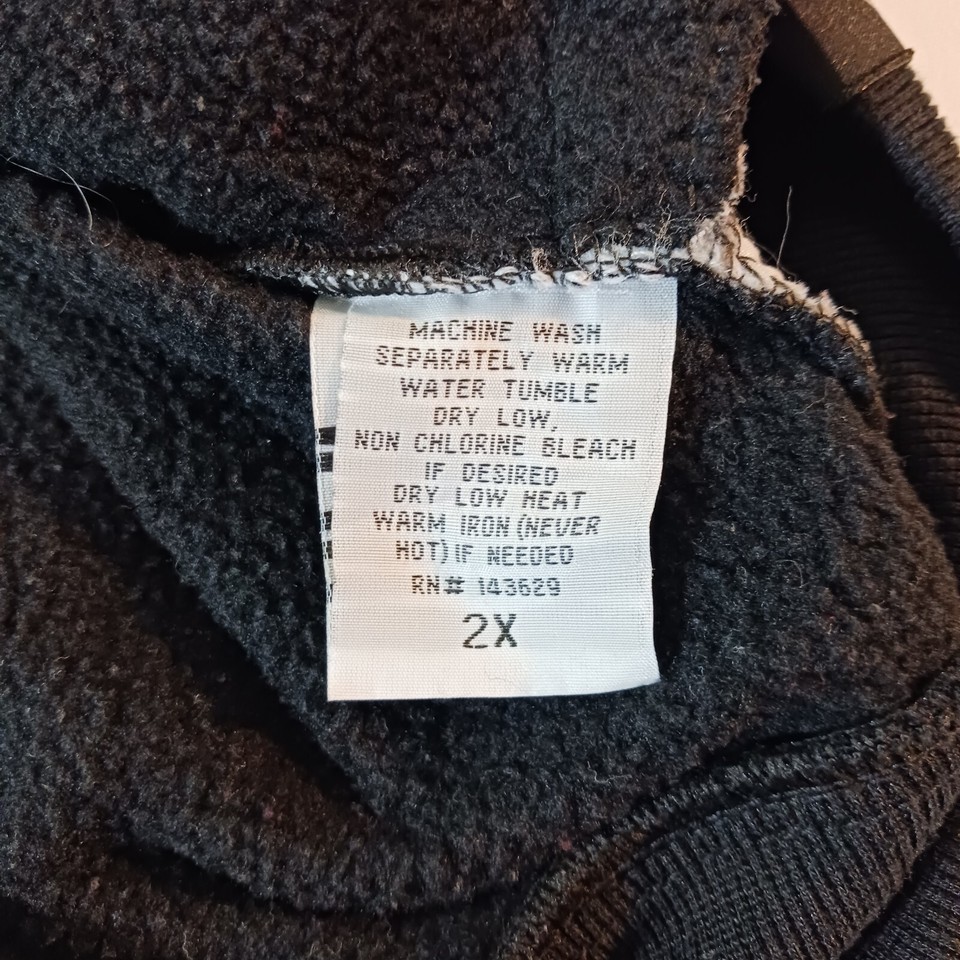 MACHINE WASH
SEPARATELY WARM
WATER TUMBLE
DRY LOW,
NON CHLORINE BLEACH
IF DESIRED
DRY LOW HEAT
WARM IRON (NEVER
HOT) IF NEEDED
RN# 143629
2X